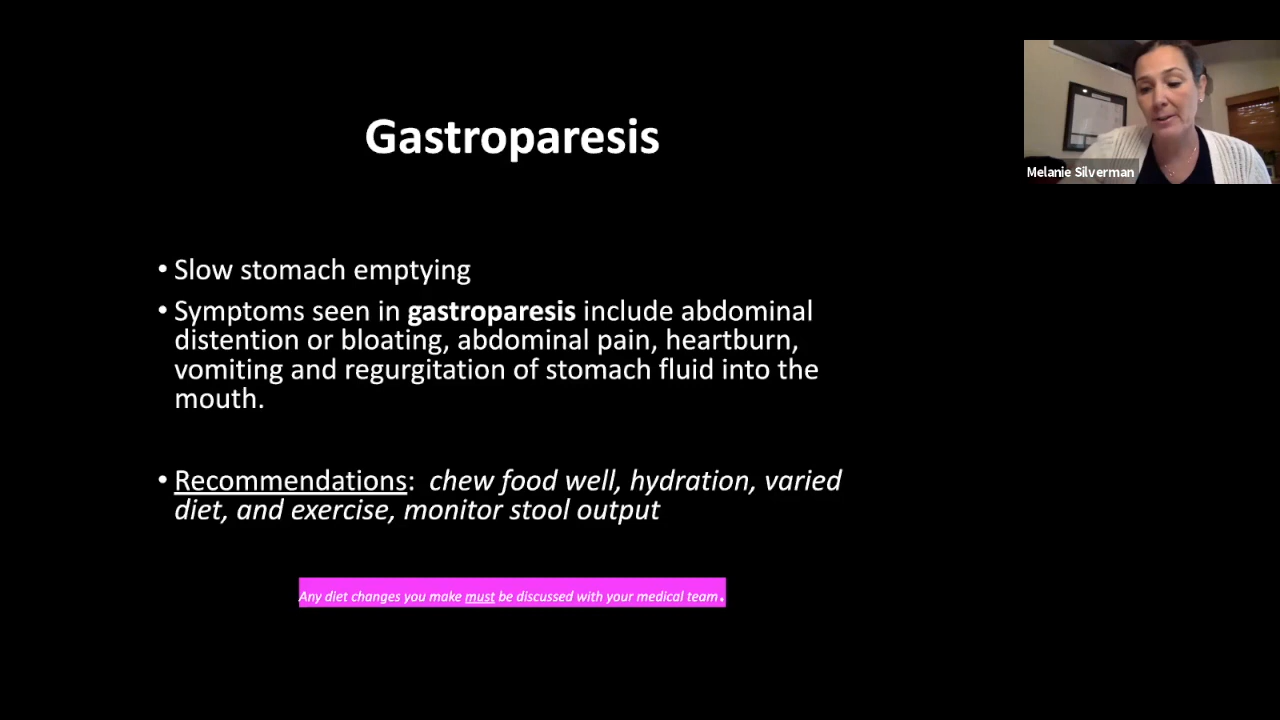 Gastroparesis
Melanie Silverman
• Slow stomach emptying
• Symptoms seen in gastroparesis include abdominal
distention or bloating, abdominal pain, heartburn,
vomiting and regurgitation of stomach fluid into the
mouth.
• Recommendations: chew food well, hydration, varied
diet, and exercise, monitor stool output
Any diet changes you make must be discussed with your medical team.